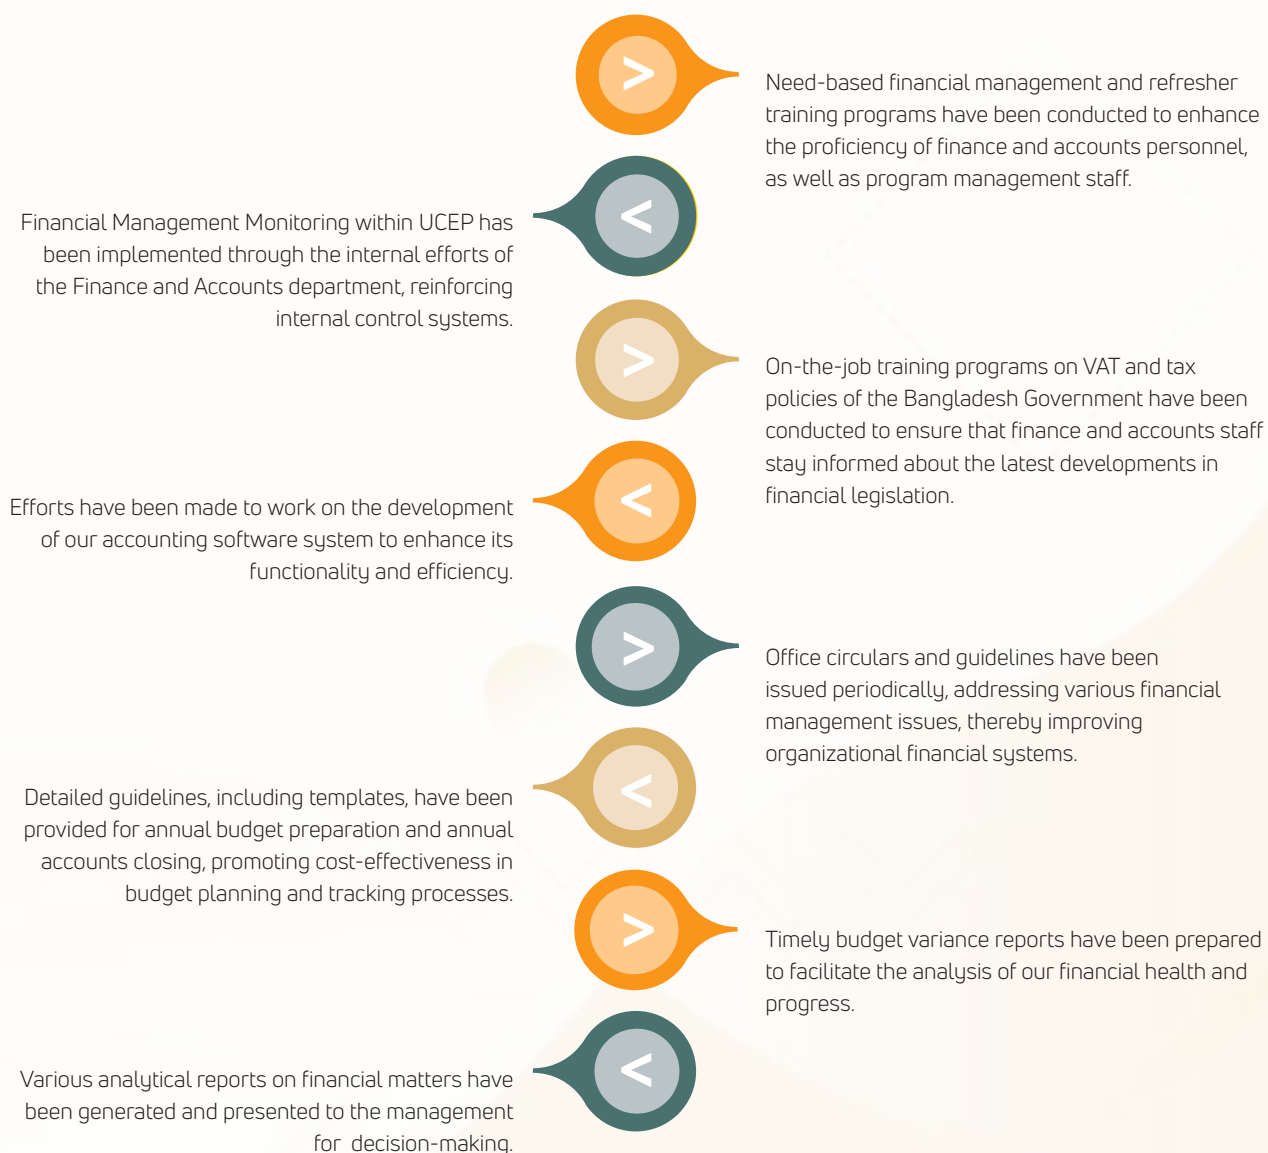 >
Need-based financial management and refresher
training programs have been conducted to enhance
the proficiency of finance and accounts personnel,
as well as program management staff.
<
Financial Management Monitoring within UCEP has
been implemented through the internal efforts of
the Finance and Accounts department, reinforcing
internal control systems.
>
On-the-job training programs on VAT and tax
policies of the Bangladesh Government have been
conducted to ensure that finance and accounts staff
stay informed about the latest developments in
financial legislation.
<
Efforts have been made to work on the development
of our accounting software system to enhance its
functionality and efficiency.
>
Office circulars and guidelines have been
issued periodically, addressing various financial
management issues, thereby improving
organizational financial systems.
<
Detailed guidelines, including templates, have been
provided for annual budget preparation and annual
accounts closing, promoting cost-effectiveness in
budget planning and tracking processes.
>
Timely budget variance reports have been prepared
to facilitate the analysis of our financial health and
progress.
<
Various analytical reports on financial matters have
been generated and presented to the management
for decision-making.